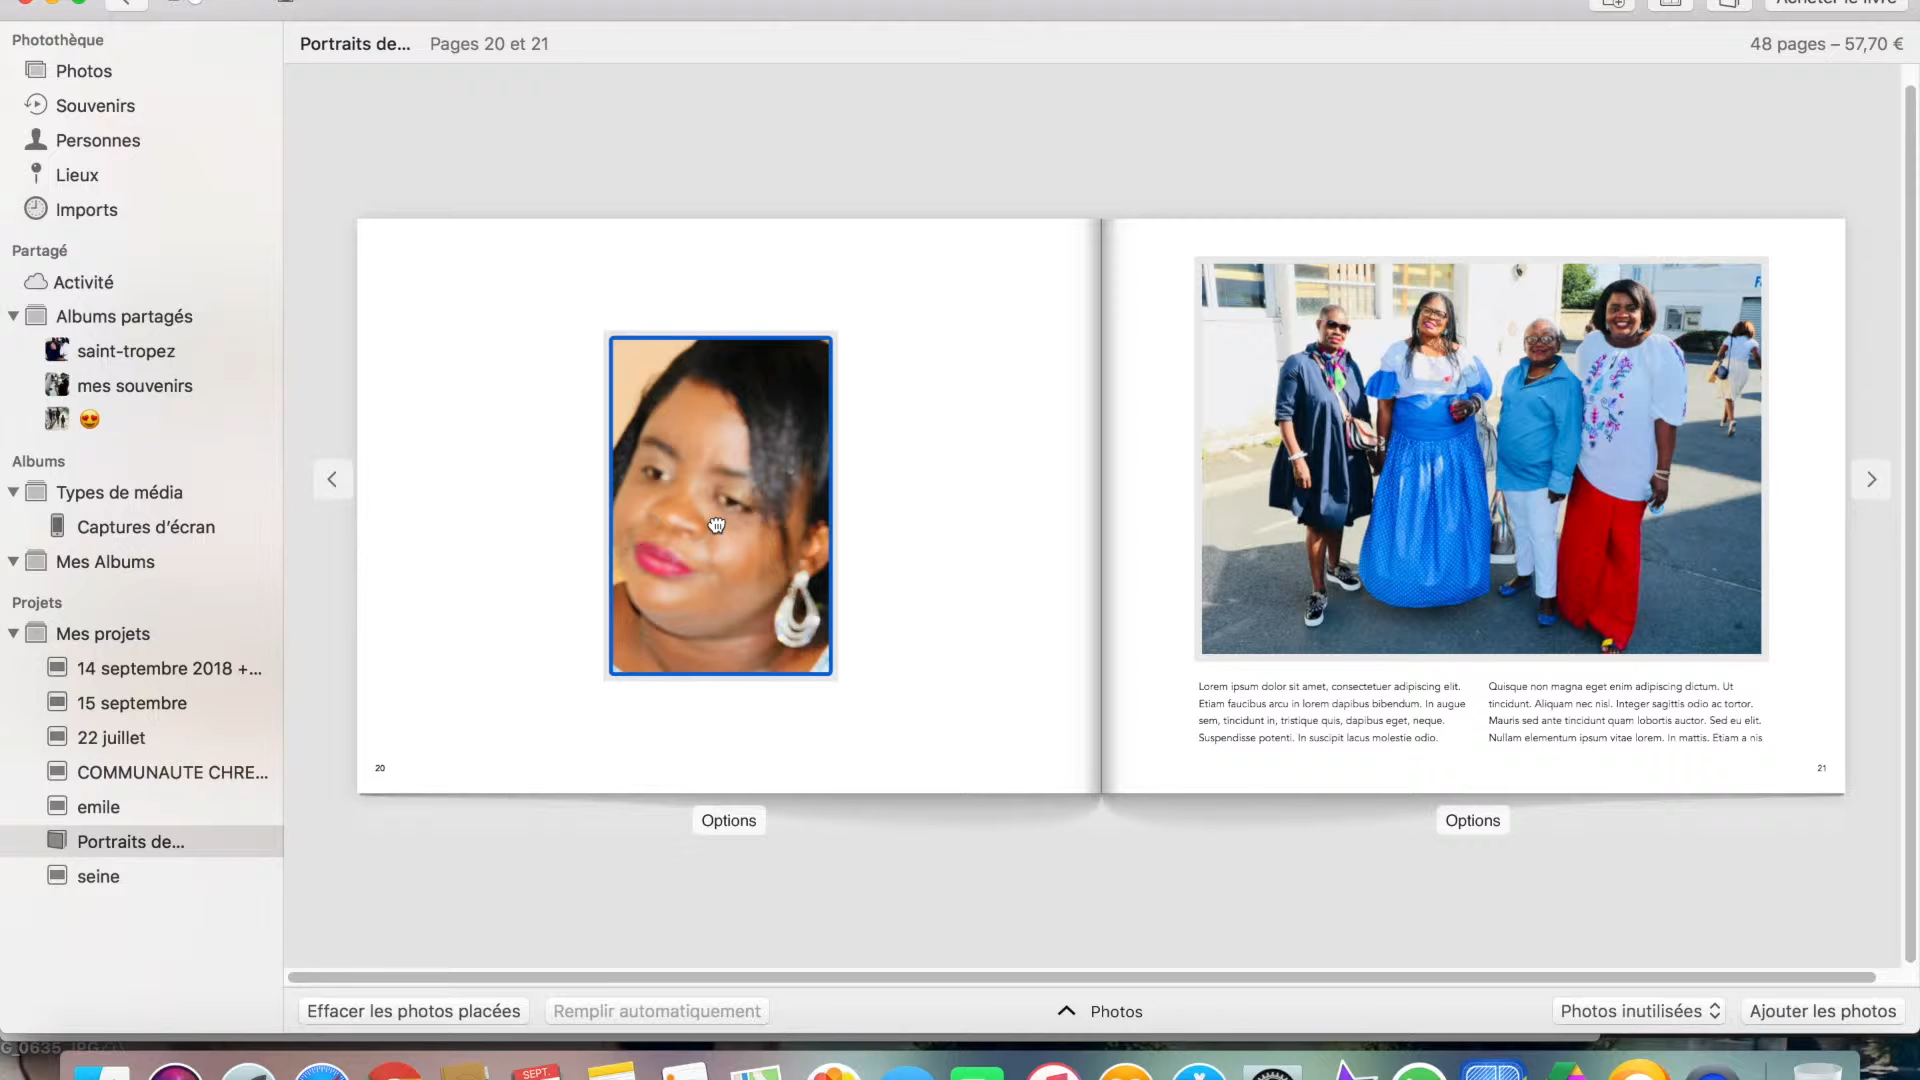 Portraits de... Pages 20 et 21
48 pages – 57,70 €
Photothèque
Photos
Souvenirs
Personnes
Lieux
Imports
Partagé
Activité
Albums partagés
saint-tropez
mes souvenirs
Albums
Types de média
Captures d’écran
Mes Albums
Projets
Mes projets
14 septembre 2018 +...
15 septembre
22 juillet
COMMUNAUTE CHRE...
emile
Portraits de...
seine
Lorem ipsum dolor sit amet, consectetuer adipiscing elit.
Etiam faucibus arcu in lorem dapibus bibendum. In augue
sem, tincidunt in, tristique quis, dapibus eget, neque.
Suspendisse potenti. In suscipit lacus molestie odio.
Quisque non magna eget enim adipiscing dictum. Ut
tincidunt. Aliquam nec nisl. Integer sagittis odio ac tortor.
Mauris sed ante tincidunt quam lobortis auctor. Sed eu elit.
Nullam elementum ipsum vitae lorem. In mattis. Etiam a nis
20
21
Options
Options
Effacer les photos placées
Remplir automatiquement
Photos
Photos inutilisées
Ajouter les photos
SEPT.